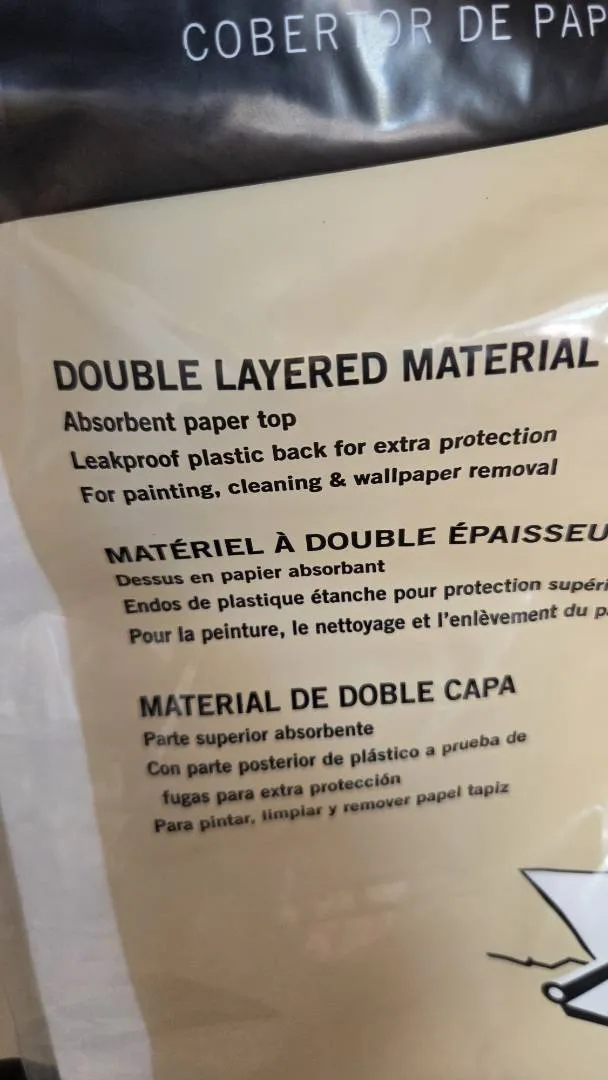 COBERTOR DE PAP
DOUBLE LAYERED MATERIAL
Absorbent paper top
Leakproof plastic back for extra protection
For painting, cleaning & wallpaper removal
MATÉRIEL À DOUBLE ÉPAISSEU
Dessus en papier absorbant
Endos de plastique étanche pour protection supéri
Pour la peinture, le nettoyage et l'enlèvement du p
MATERIAL DE DOBLE CAPA
Parte superior absorbente
Con parte posterior de plástico a prueba de
fugas para extra protección
Para pintar, limpiar y remover papel tapiz